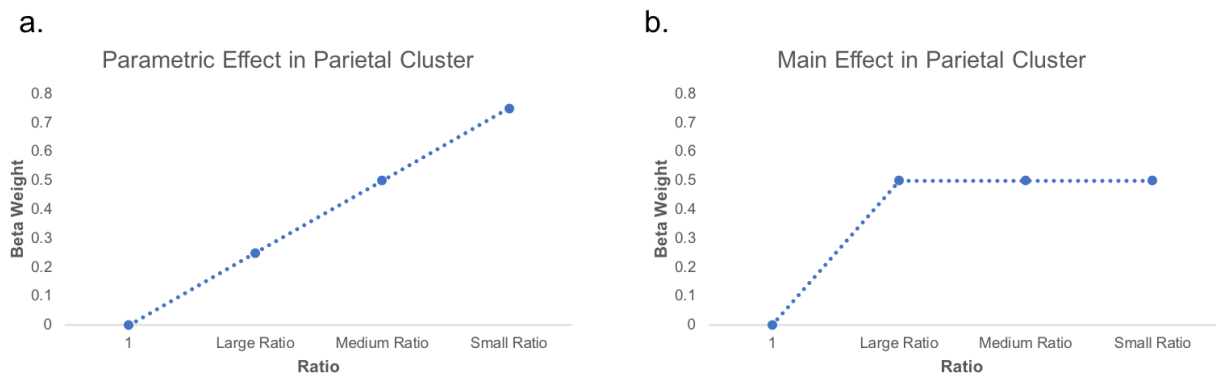 a.
Parametric Effect in Parietal Cluster
0.8
0.7
0.6
0.5
0.4
0.3
0.2
0.1
0
Beta Weight
1 Large Ratio Medium Ratio Small Ratio
Ratio
b.
Main Effect in Parietal Cluster
0.8
0.7
0.6
0.5
0.4
0.3
0.2
0.1
0
Beta Weight
1 Large Ratio Medium Ratio Small Ratio
Ratio